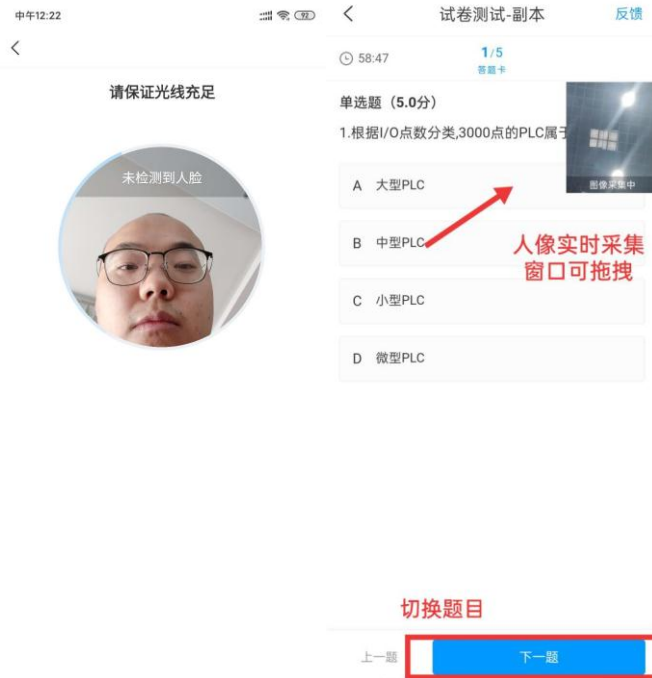 中午12:22
92
请保证光线充足
未检测到人脸
试卷测试-副本
反馈
58:47
1/5
答题卡
单选题（5.0分）
1.根据I/O点数分类,3000点的PLC属于
图像采集中
A 大型PLC
B 中型PLC
人像实时采集
窗口可拖拽
C 小型PLC
D 微型PLC
切换题目
上一题
下一题